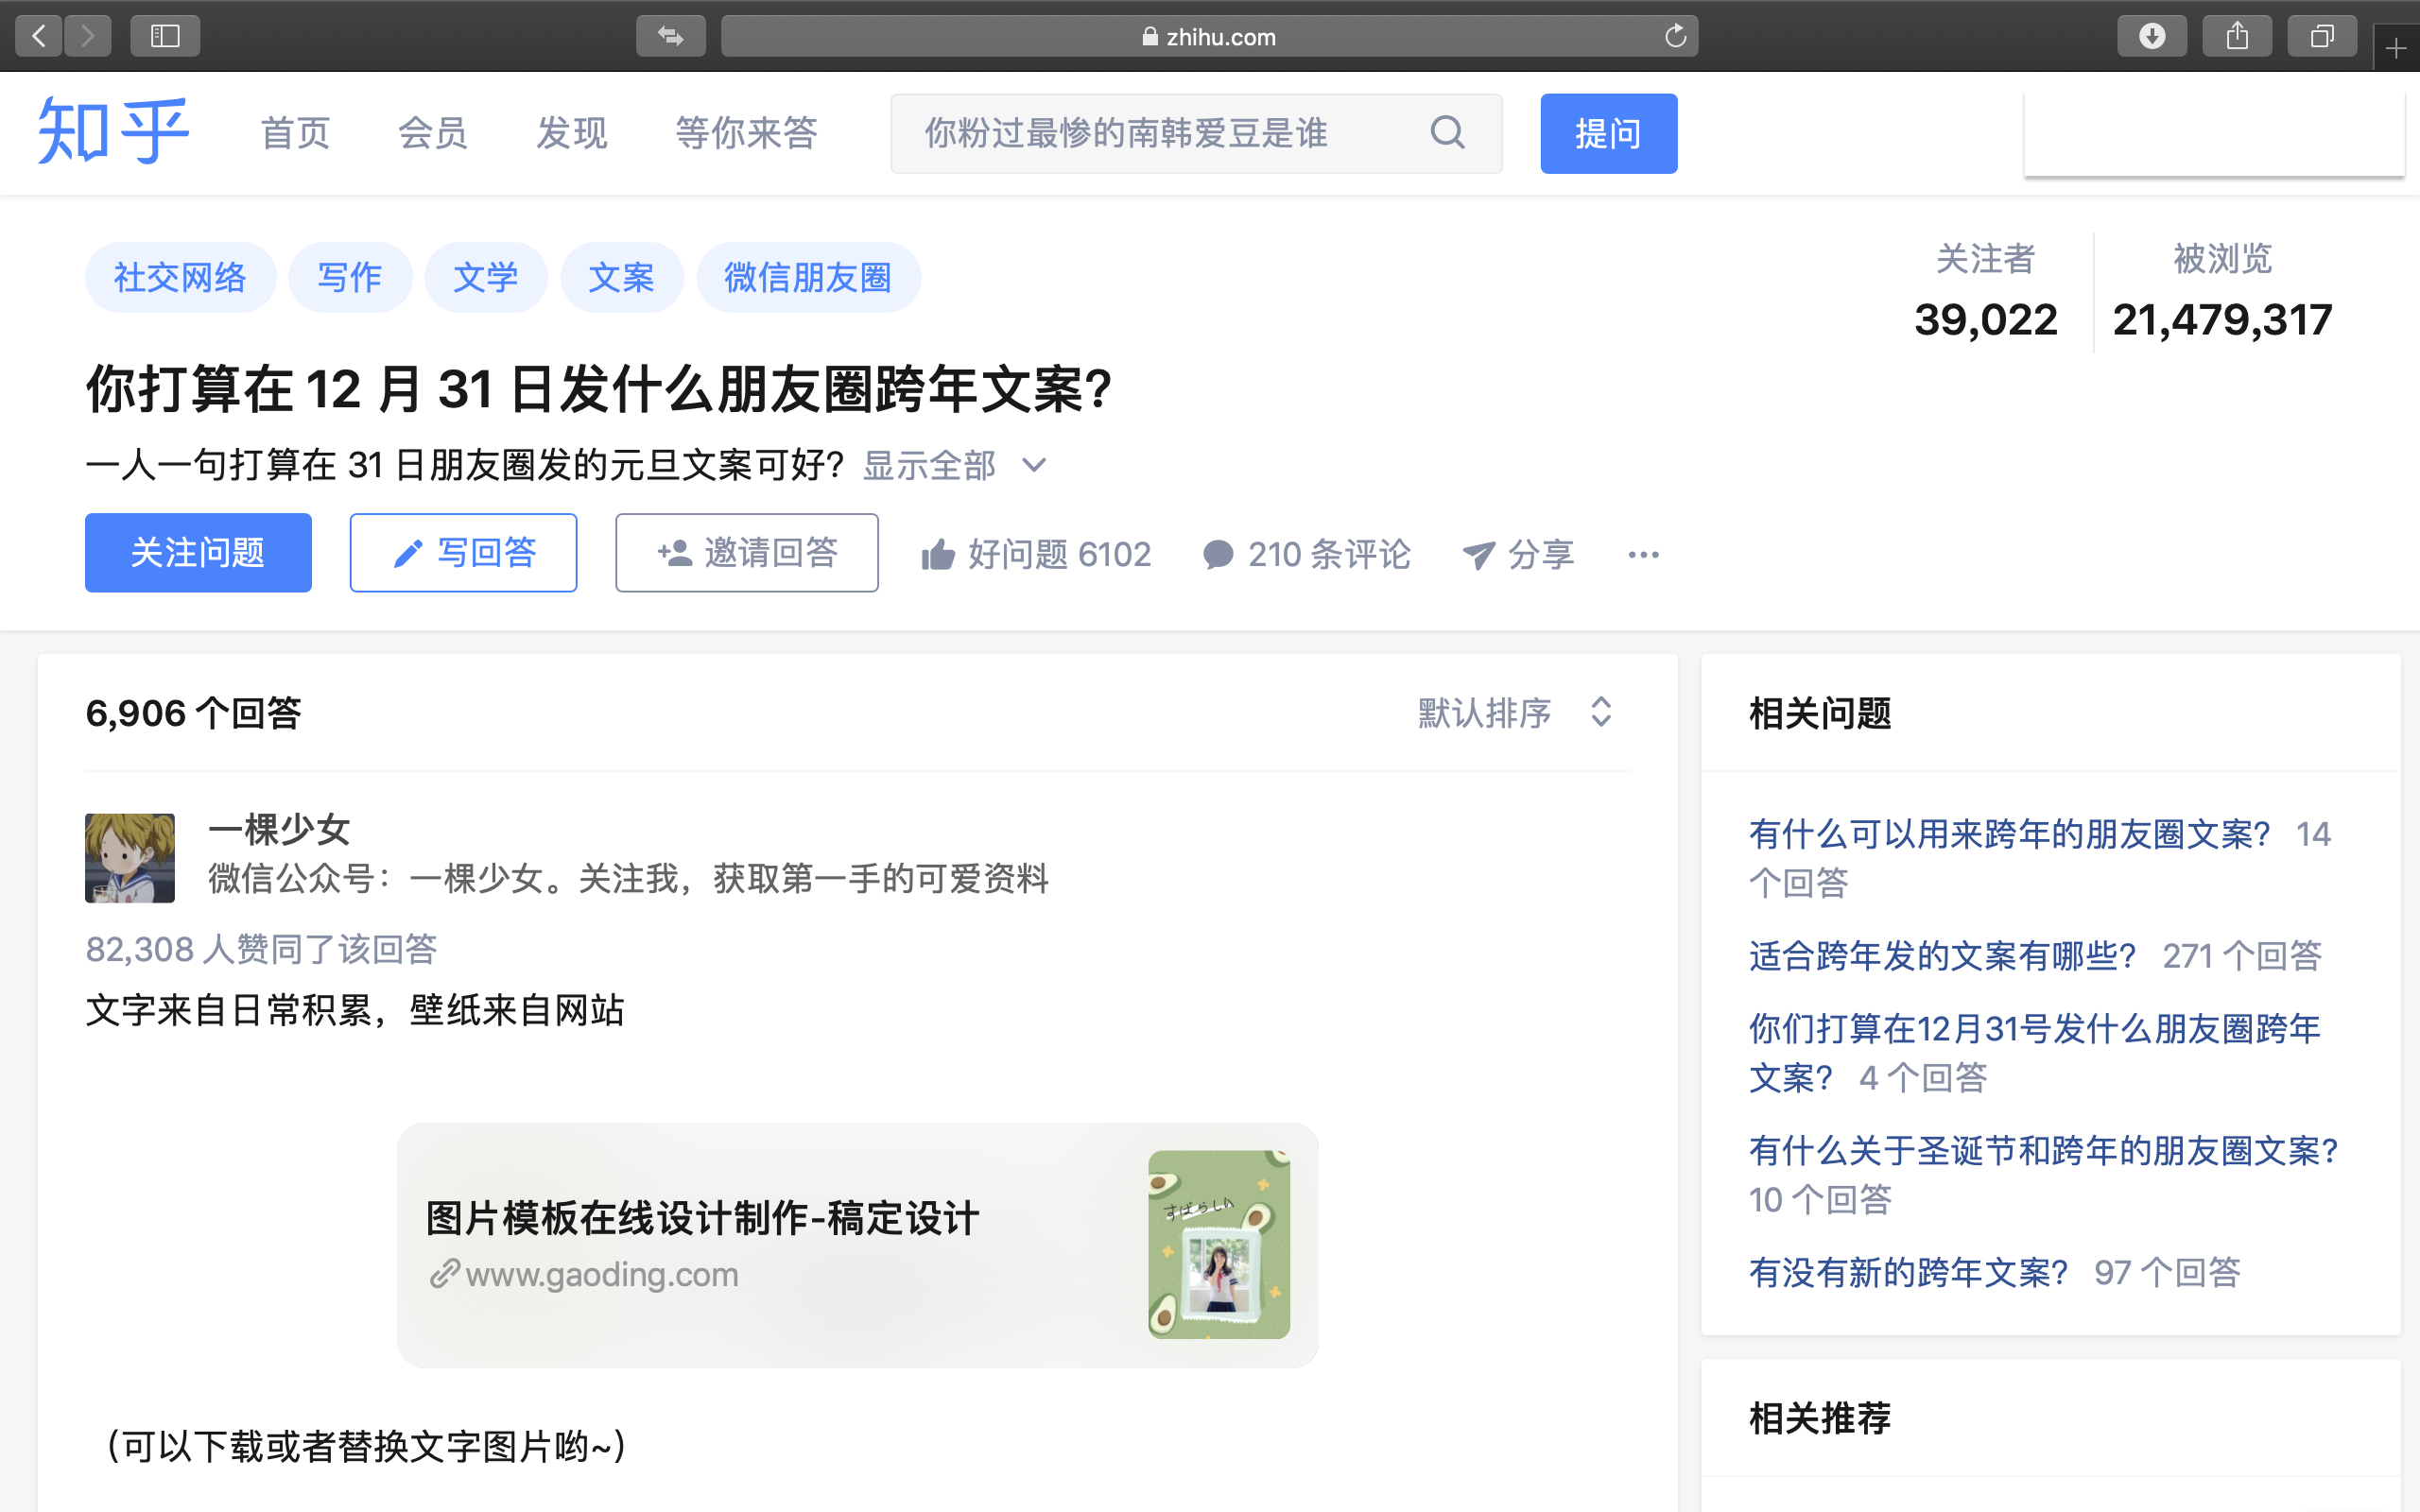 zhihu.com
知乎
首页
会员
发现
等你来答
你粉过最惨的南韩爱豆是谁
提问
社交网络
写作
文学
文案
微信朋友圈
关注者
39,022
被浏览
21,479,317
你打算在 12 月 31 日发什么朋友圈跨年文案？
一人一句打算在 31 日朋友圈发的元旦文案可好？ 显示全部
关注问题
写回答
邀请回答
好问题 6102
210 条评论
分享
6,906 个回答
默认排序
一棵少女
微信公众号：一棵少女。关注我，获取第一手的可爱资料
82,308 人赞同了该回答
文字来自日常积累，壁纸来自网站
图片模板在线设计制作-稿定设计
www.gaoding.com
すばらしい
（可以下载或者替换文字图片哟~）
相关问题
有什么可以用来跨年的朋友圈文案？ 14
个回答
适合跨年发的文案有哪些？ 271 个回答
你们打算在12月31号发什么朋友圈跨年
文案？ 4 个回答
有什么关于圣诞节和跨年的朋友圈文案？
10 个回答
有没有新的跨年文案？ 97 个回答
相关推荐